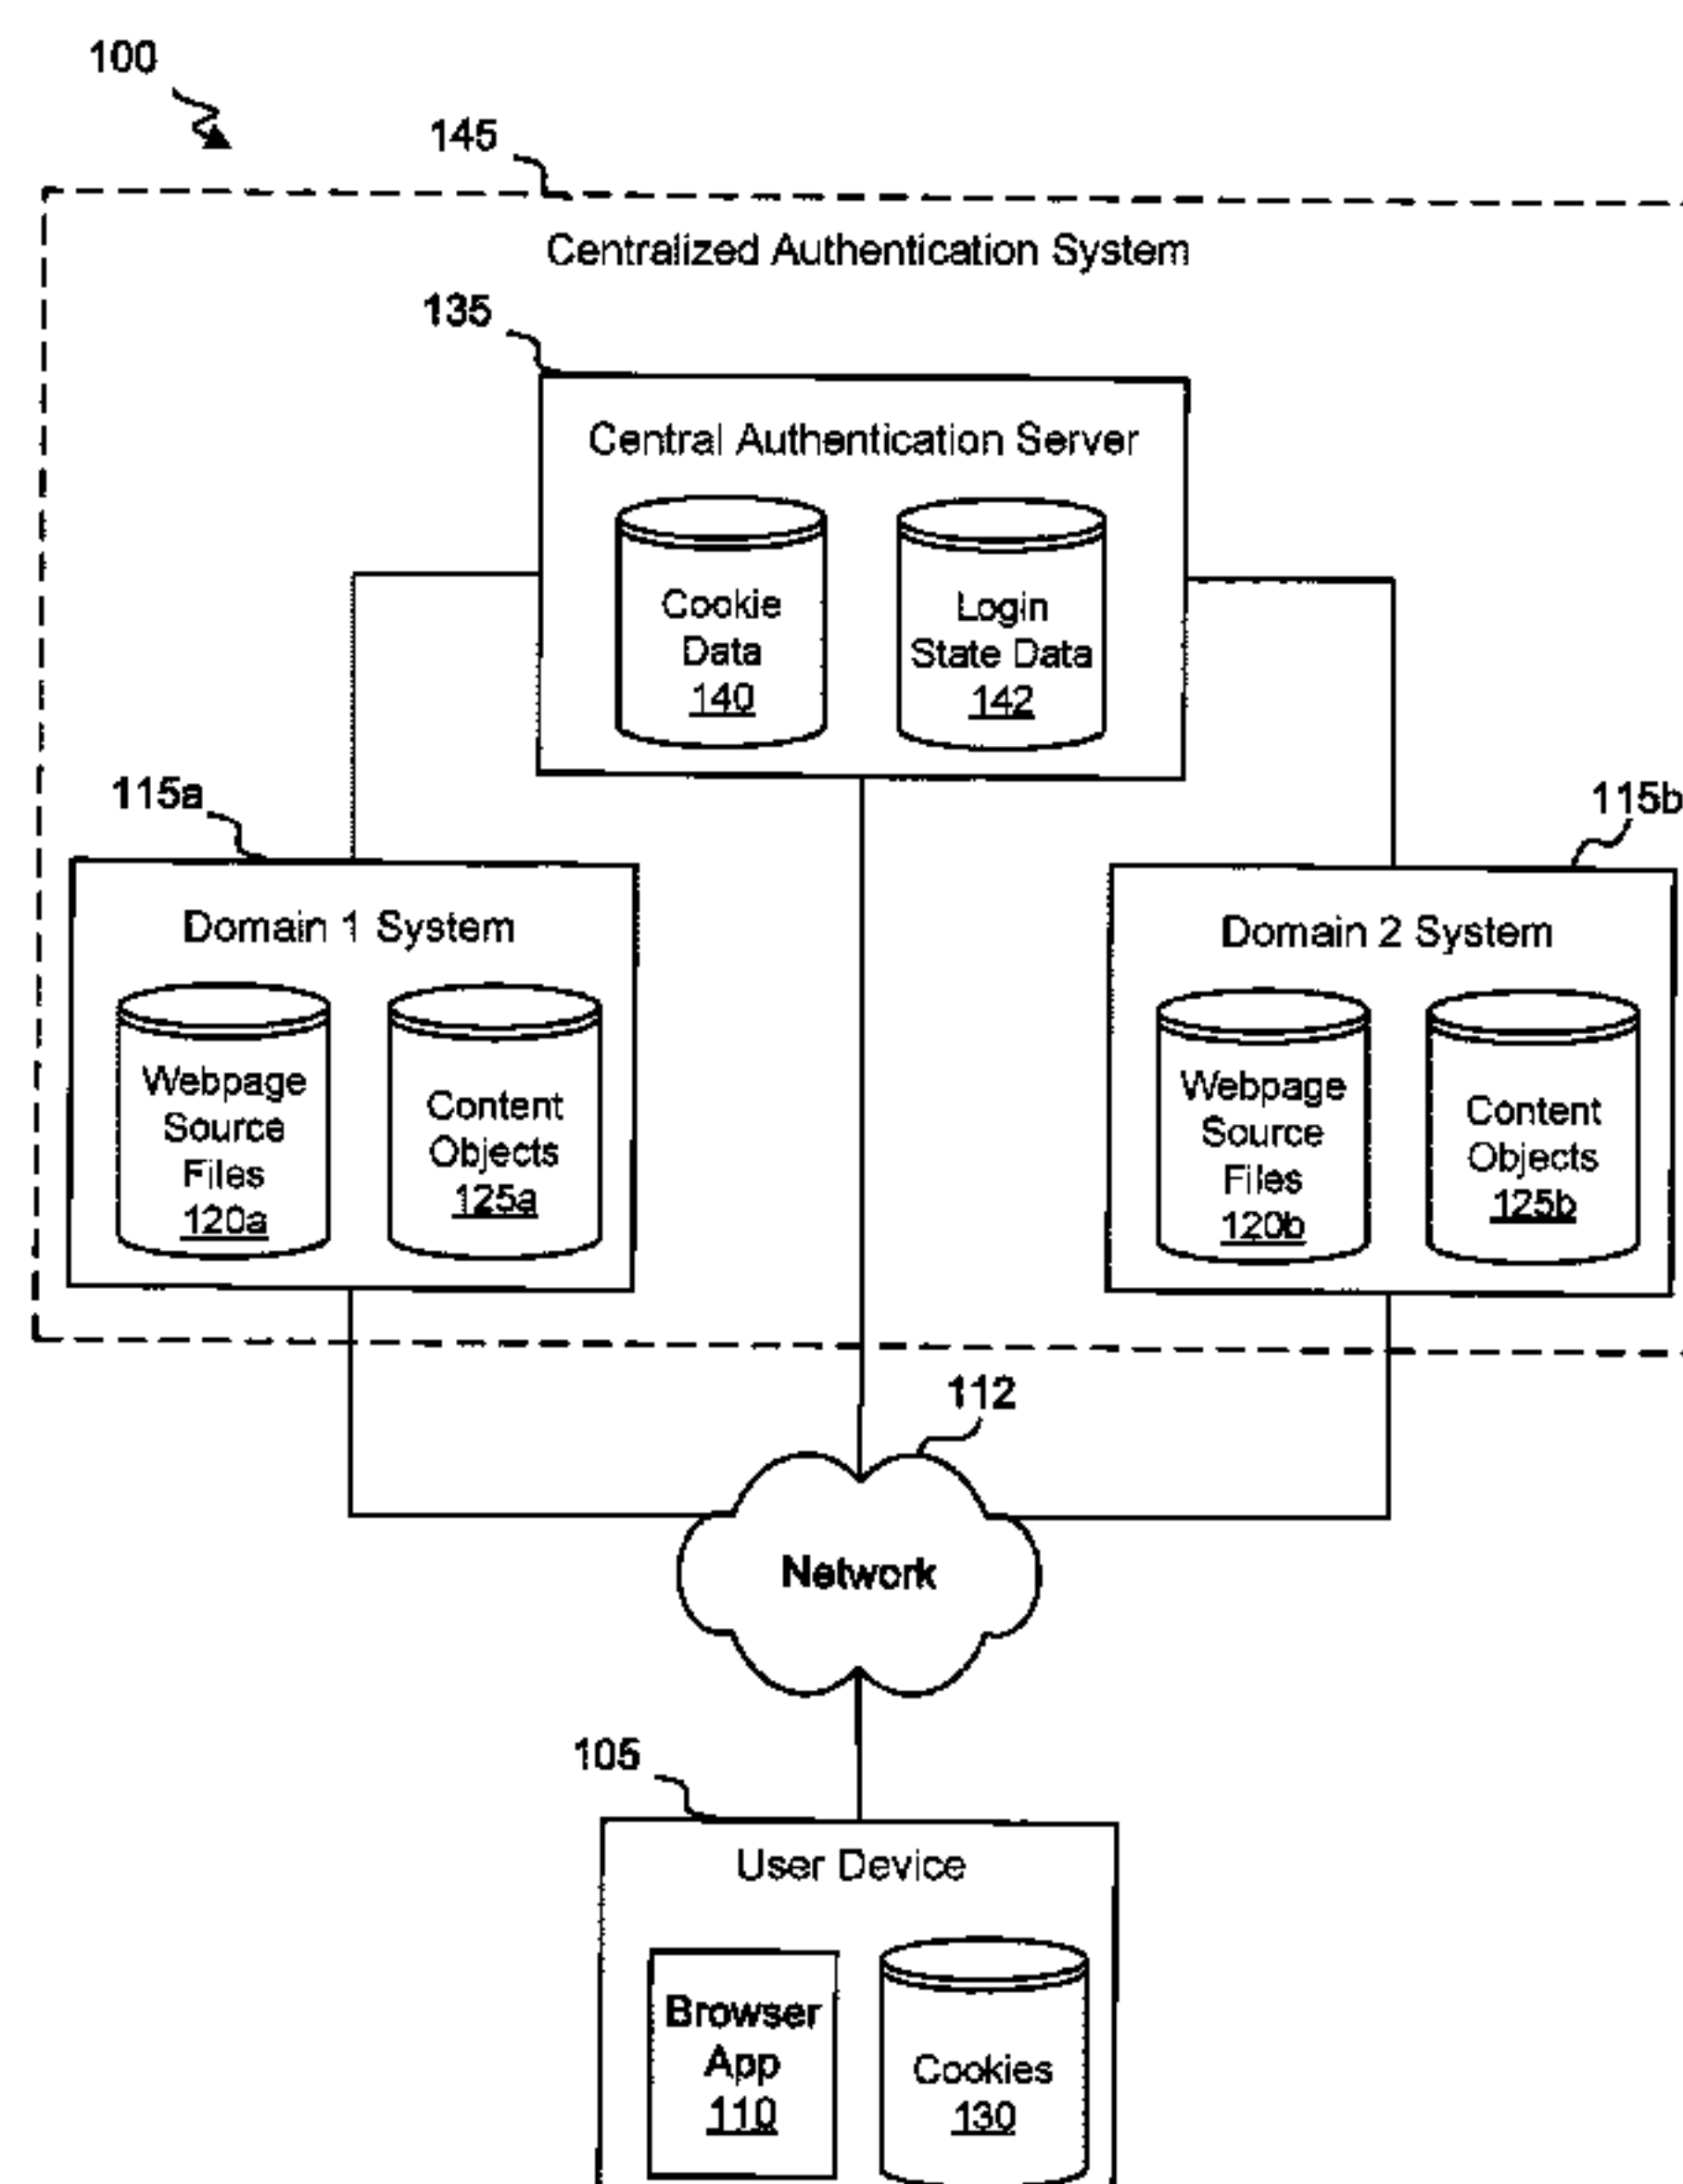 100
145
Centralized Authentication System
135
Central Authentication Server
Cookie
Data
140
Login
State Data
142
115a
115b
Domain 1 System
Webpage
Source
Files
120a
Content
Objects
125a
Domain 2 System
Webpage
Source
Files
120b
Content
Objects
125b
112
Network
105
User Device
Browser
App
110
Cookies
130